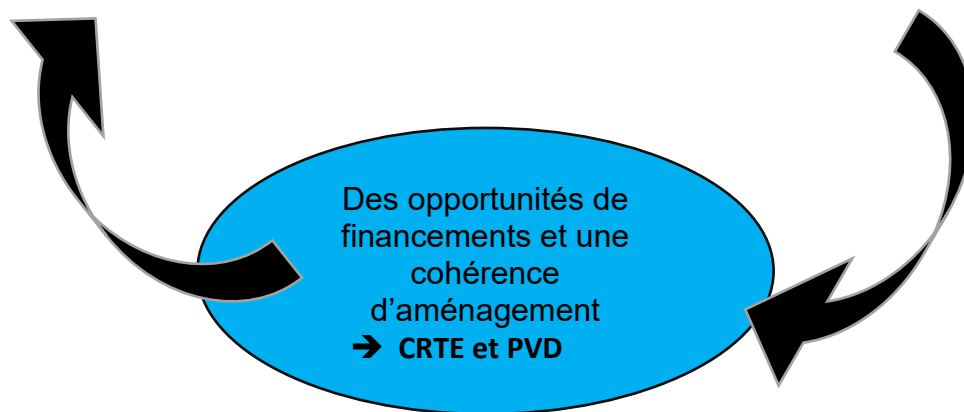 Des opportunités de
financements et une
cohérence
d’aménagement
➔ CRTE et PVD